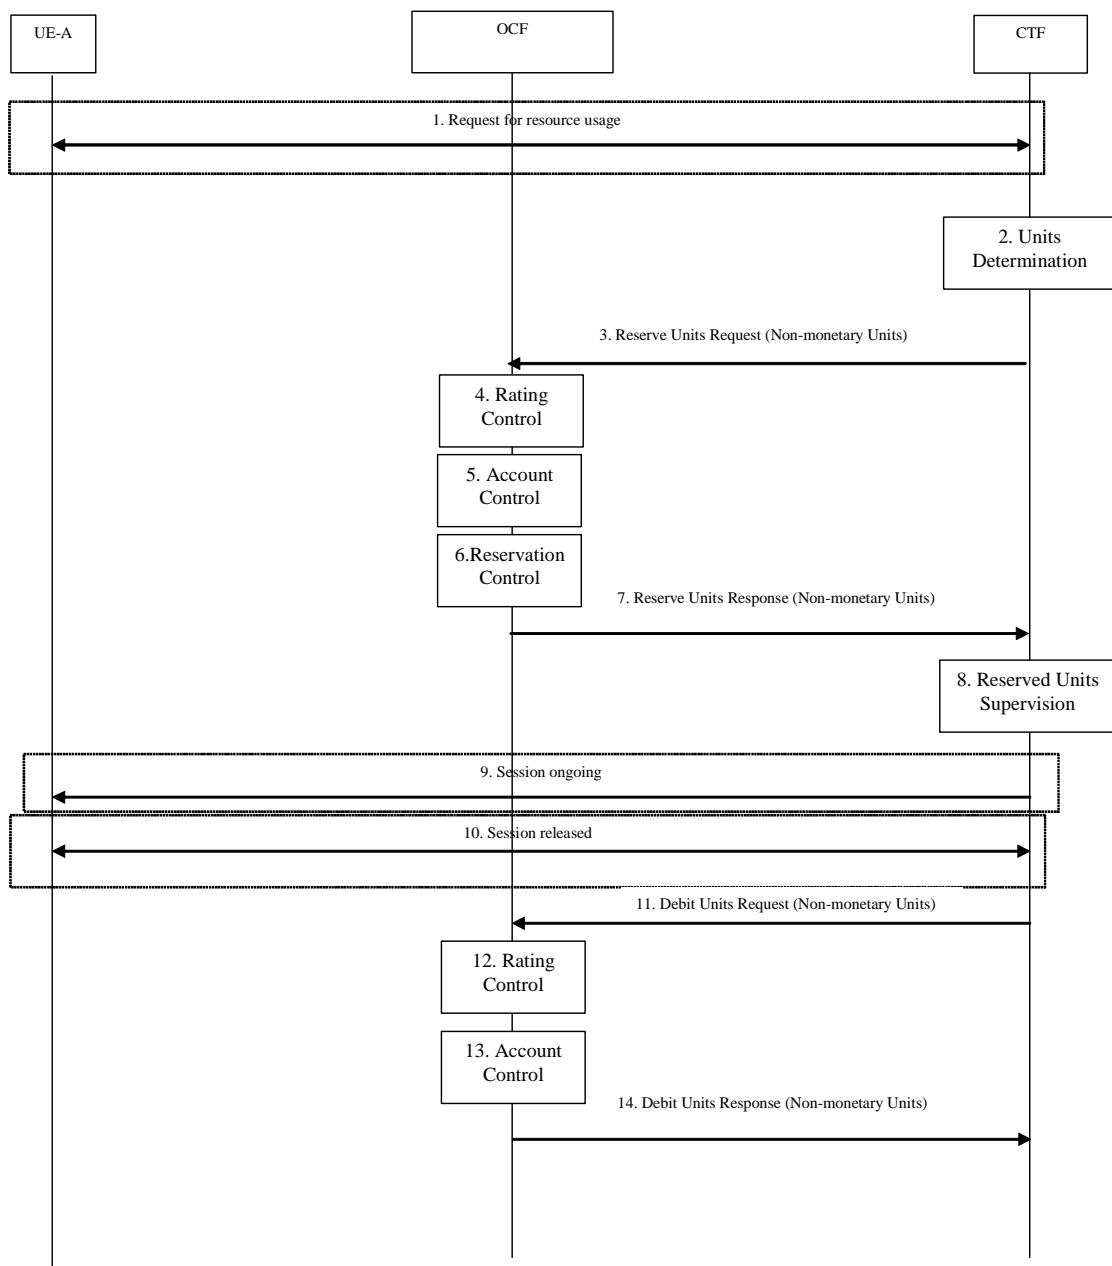 UE-A
OCF
CTF
1. Request for resource usage
2. Units
Determination
3. Reserve Units Request (Non-monetary Units)
4. Rating
Control
5. Account
Control
6.Reservation
Control
7. Reserve Units Response (Non-monetary Units)
8. Reserved Units
Supervision
9. Session ongoing
10. Session released
11. Debit Units Request (Non-monetary Units)
12. Rating
Control
13. Account
Control
14. Debit Units Response (Non-monetary Units)